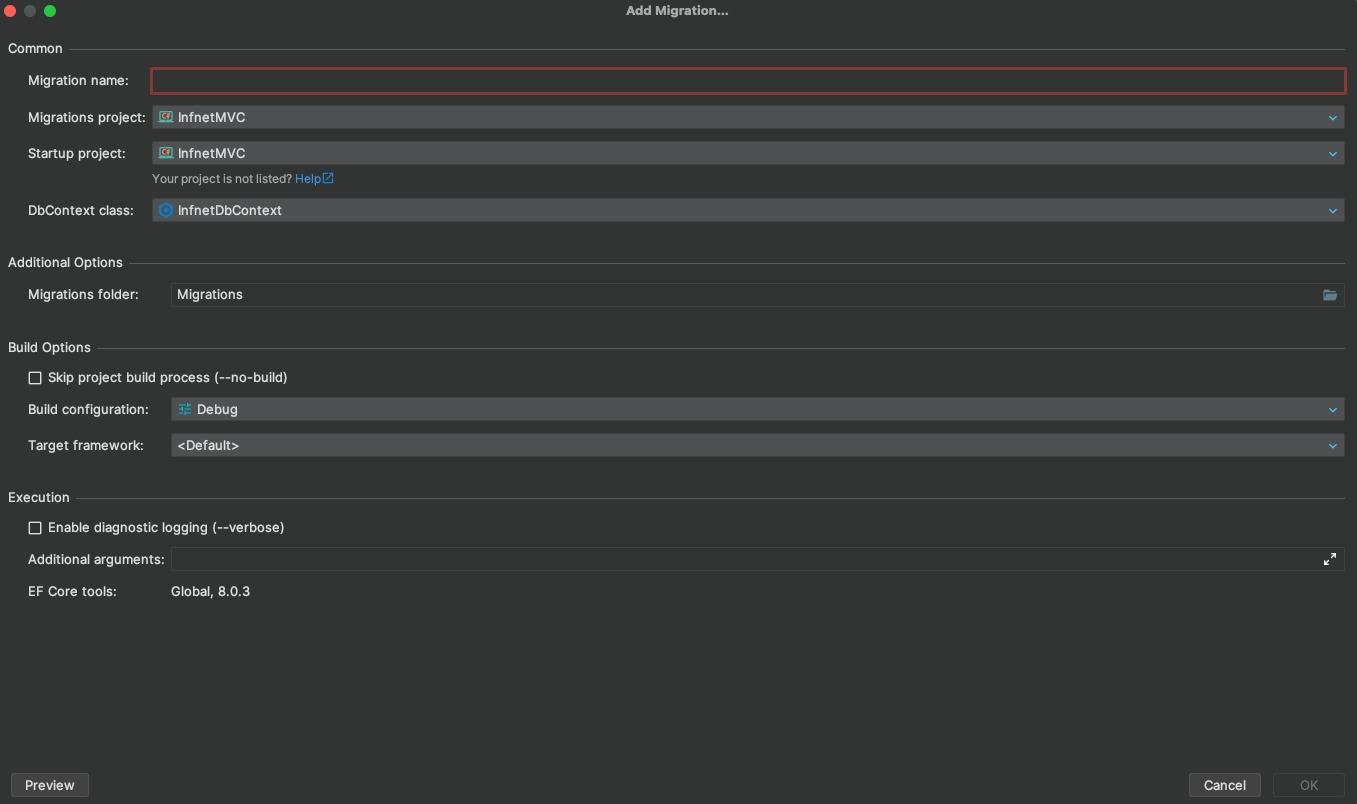 Add Migration...
Common
Migration name:
Migrations project: C# InfnetMVC
Startup project: C# InfnetMVC
Your project is not listed? Help
DbContext class: InfnetDbContext
Additional Options
Migrations folder: Migrations
Build Options
Skip project build process (--no-build)
Build configuration: Debug
Target framework: <Default>
Execution
Enable diagnostic logging (--verbose)
Additional arguments:
EF Core tools: Global, 8.0.3
Preview Cancel OK